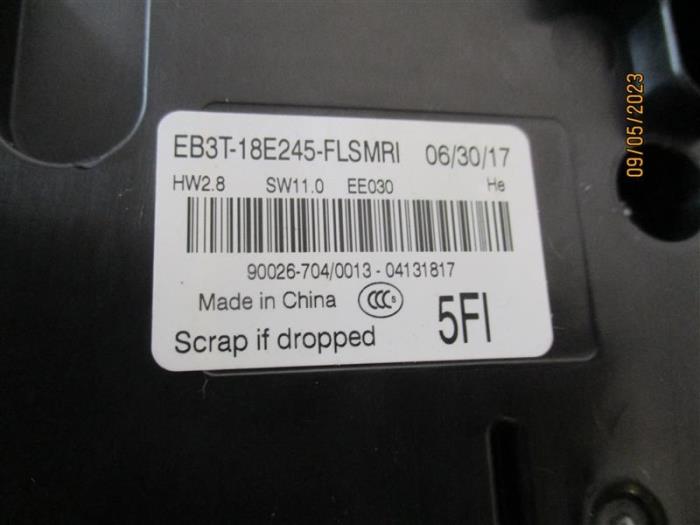 EB3T-18E245-FLSMRI 06/30/17
HW2.8 SW11.0 EE030 He
90026-704/0013 - 04131817
Made in China CCC S 5FI
Scrap if dropped
09/05/2023